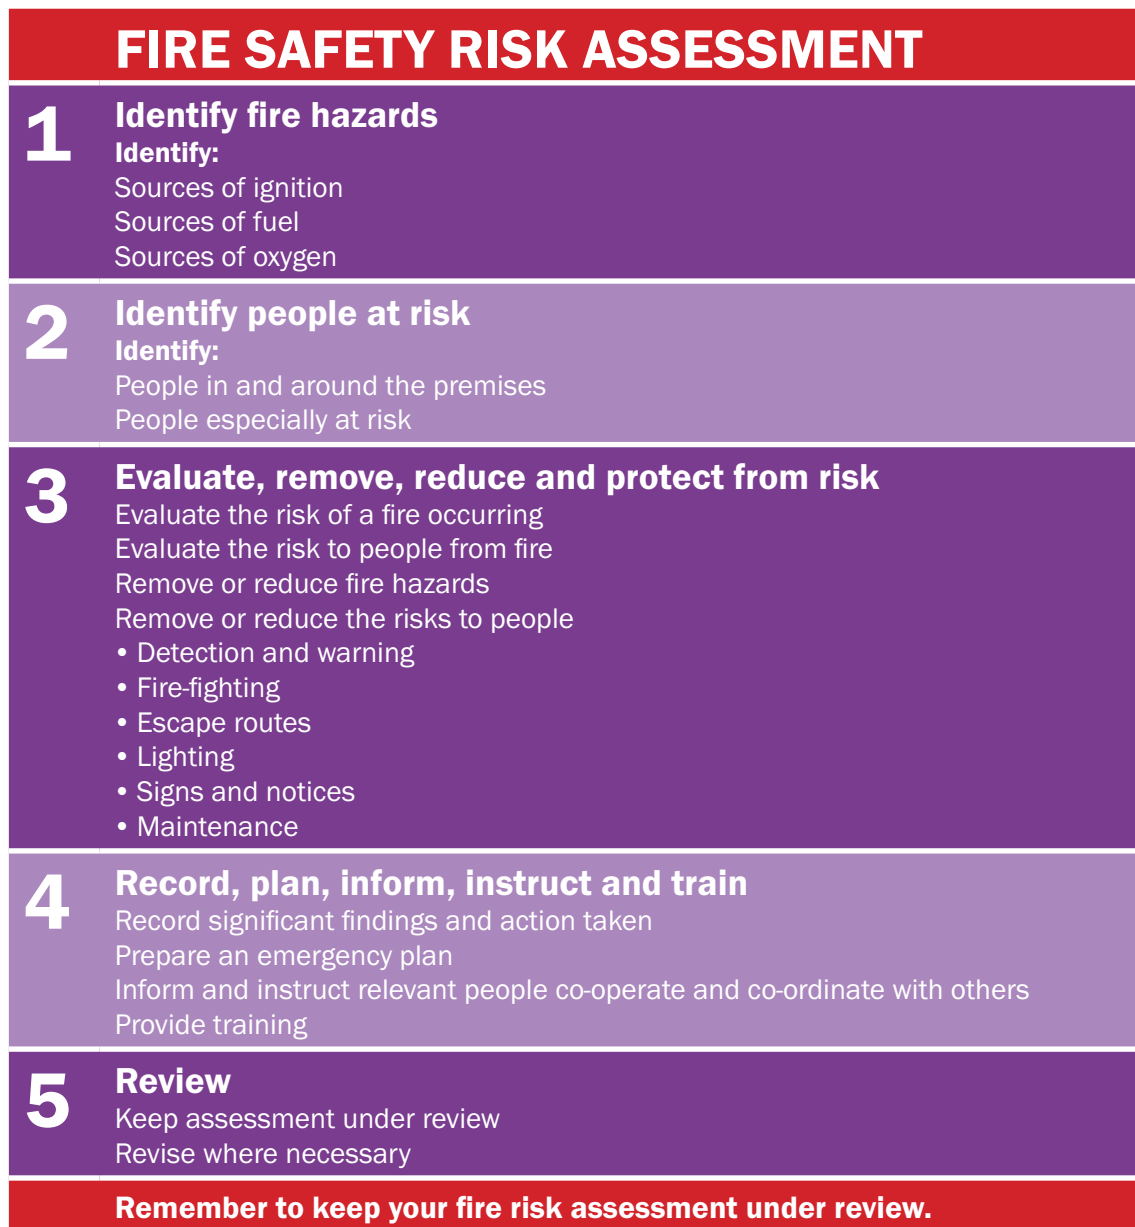 FIRE SAFETY RISK ASSESSMENT
1
Identify fire hazards
Identify:
Sources of ignition
Sources of fuel
Sources of oxygen
2
Identify people at risk
Identify:
People in and around the premises
People especially at risk
3
Evaluate, remove, reduce and protect from risk
Evaluate the risk of a fire occurring
Evaluate the risk to people from fire
Remove or reduce fire hazards
Remove or reduce the risks to people
• Detection and warning
• Fire-fighting
• Escape routes
• Lighting
• Signs and notices
• Maintenance
4
Record, plan, inform, instruct and train
Record significant findings and action taken
Prepare an emergency plan
Inform and instruct relevant people co-operate and co-ordinate with others
Provide training
5
Review
Keep assessment under review
Revise where necessary
Remember to keep your fire risk assessment under review.